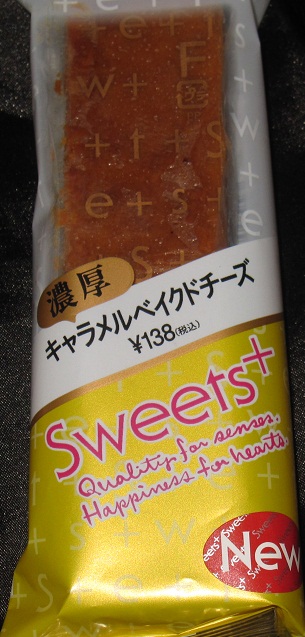 濃厚
キャラメルベイクドチーズ
¥138(税込)
Sweets+
Quality for senses.
Happiness for hearts.
New